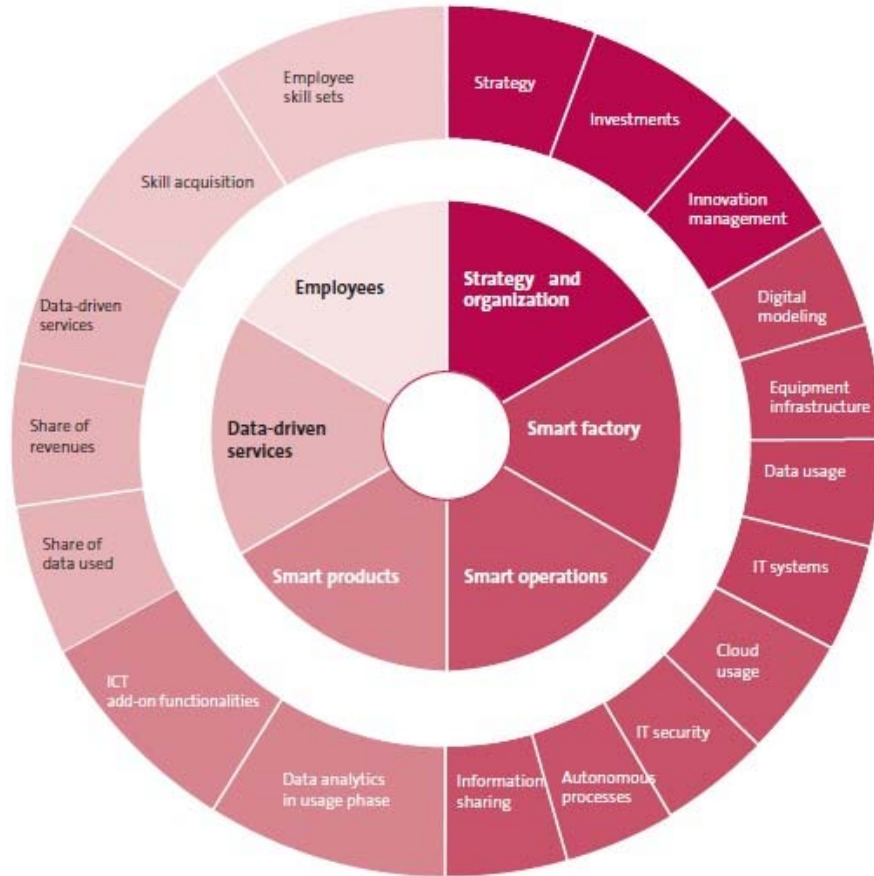 Employee
skill sets
Strategy
Investments
Skill acquisition
Innovation
management
Employees
Strategy and
organization
Data-driven
services
Digital
modeling
Equipment
infrastructure
Share of
revenues
Data-driven
services
Smart factory
Data usage
Share of
data used
Smart products
Smart operations
IT systems
Cloud
usage
ICT
add-on functionalities
IT security
Data analytics
in usage phase
Information
sharing
Autonomous
processes